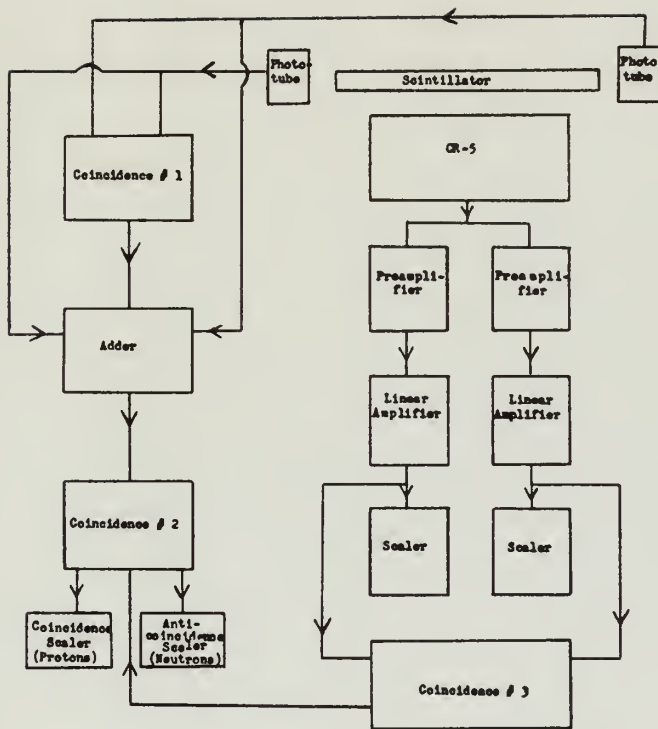 Photo-
tube
Scintillator
Photo
tube
Coincidence # 1
CR-5
Preampli-
fier
Preampli-
fier
Adder
Linear
Amplifier
Linear
Amplifier
Coincidence # 2
Scaler
Scaler
Coincidence
Scaler
(Protons)
Anti-
coincidence
Scaler
(Neutrons)
Coincidence # 3